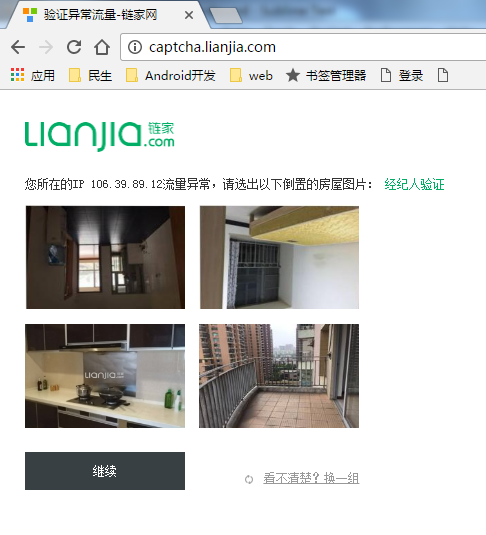 验证异常流量-链家网
captcha.lianjia.com
应用 民生 Android开发 web 书签管理器 登录
LIANJIA 链家 .com
您所在的IP 106.39.89.12流量异常，请选出以下倒置的房屋图片： 经纪人验证
LIANJIA
继续
看不清楚？换一组